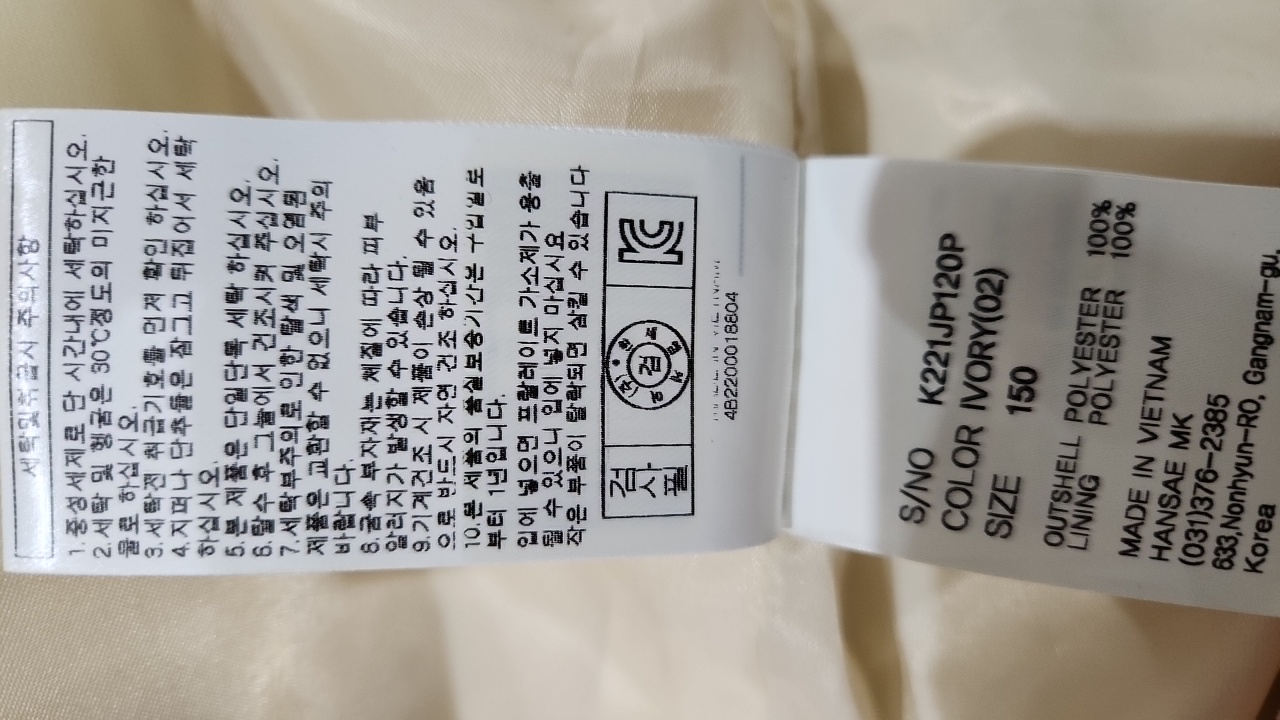 세탁및취급시 주의사항
1.중성세제로 단 시간내에 세탁하십시오.
2.세탁 및 헹굼은 30℃정도의 미지근한
물로 하십시오.
3.세탁전 취급기호를 먼저 확인 하십시오.
4.지퍼나 단추들은 잠그고 뒤집어서 세탁
하십시오.
5.본 제품은 단일단독 세탁 하십시오.
6.탈수후 그늘에서 건조시켜 주십시오.
7.세탁부주의로 인한 탈색 및 오염된
제품은 교환할 수 없으니 세탁시 주의
바랍니다.
8.금속 부자재는 체질에 따라 피부
알러지가 발생할 수 있습니다.
9.기계건조 시 제품이 손상 될 수 있음
으로 반드시 자연 건조 하십시오.
10.본 제품의 품질보증기간은 구입일로
부터 1년입니다.
입에 넣으면 프탈레이트 가소제가 용출
될 수 있으니 입에 넣지 마십시요
작은 부품이 탈락되면 삼킬 수 있습니다
검사필
검
KC
4B2200018804
S/NO K221JP120P
COLOR IVORY(02)
SIZE 150
OUTSHELL POLYESTER 100%
LINING POLYESTER 100%
MADE IN VIETNAM
HANSAE MK
(031)376-2385
633,Nonhyun-RO, Gangnam-gu,
Korea